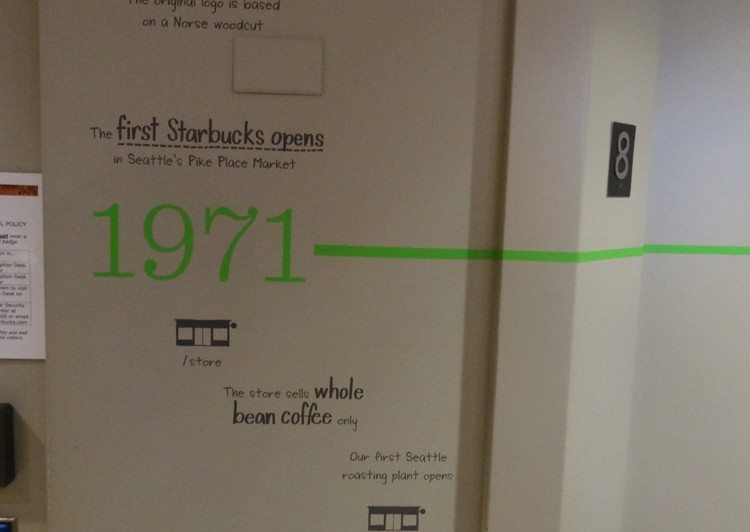 The original logo is based
on a Norse woodcut
The first Starbucks opens
in Seattle's Pike Place Market
1971
1 store
The store sells whole
bean coffee only
Our first Seattle
roasting plant opens
8
POLICY